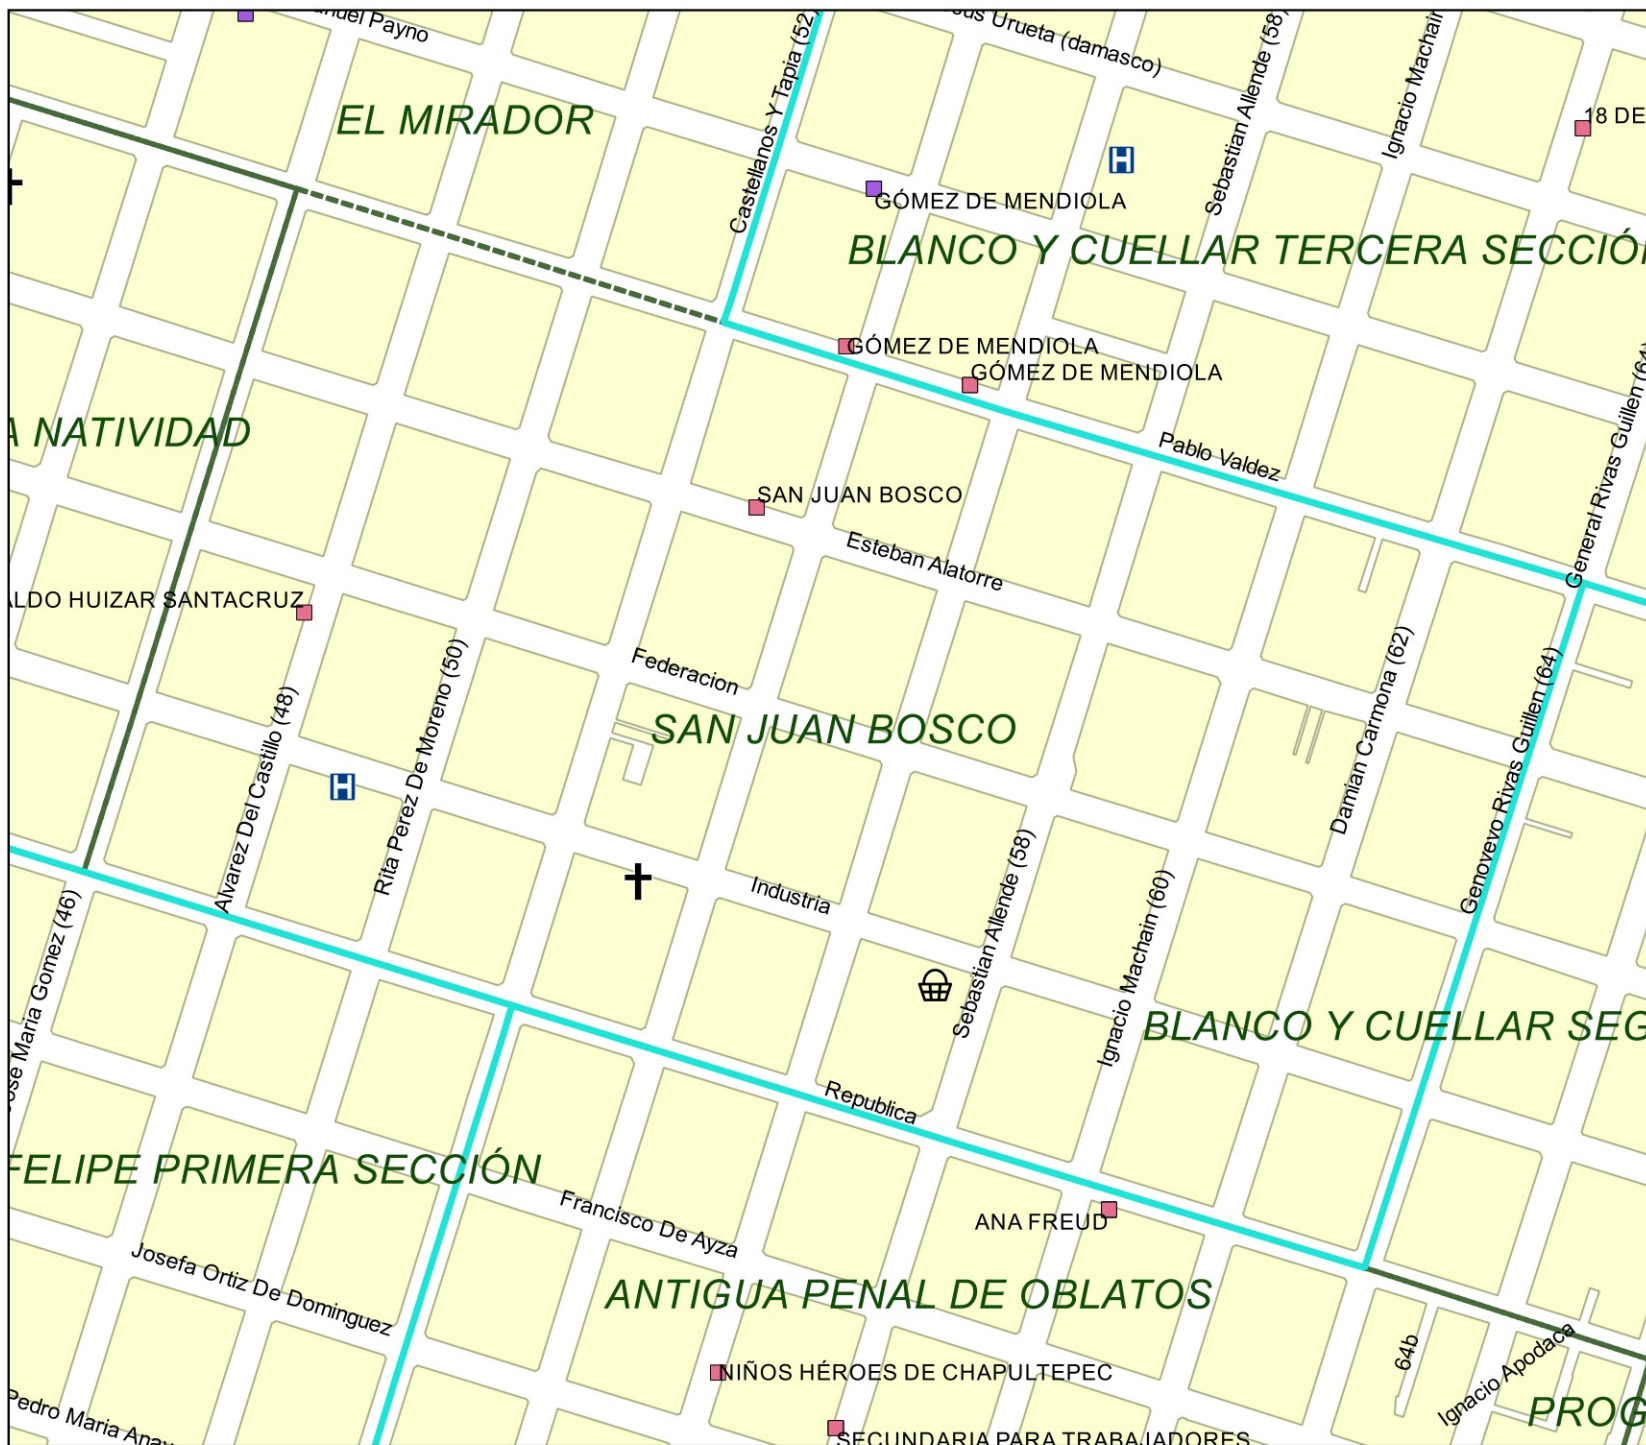 Payno
Urueta (damasco)
Castellanos Y Tapia (52)
Sebastian Allende (58)
Ignacio Machain
EL MIRADOR
18 DE
GÓMEZ DE MENDIOLA
BLANCO Y CUELLAR TERCERA SECCIÓN
GÓMEZ DE MENDIOLA
GÓMEZ DE MENDIOLA
General Rivas Guillen (64)
A NATIVIDAD
Pablo Valdez
SAN JUAN BOSCO
Esteban Alatorre
ALDO HUIZAR SANTACRUZ
Federacion
Rita Perez De Moreno (50)
Alvarez Del Castillo (48)
SAN JUAN BOSCO
Damian Carmona (62)
Genovevo Rivas Guillen (64)
H
H
Industria
Sebastian Allende (58)
Ignacio Machain (60)
Jose Maria Gomez (46)
BLANCO Y CUELLAR SEG
Republica
FELIPE PRIMERA SECCIÓN
Francisco De Ayza
ANA FREUD
Josefa Ortiz De Dominguez
ANTIGUA PENAL DE OBLATOS
64b
Ignacio Apodaca
NIÑOS HÉROES DE CHAPULTEPEC
Pedro Maria
PROG
SECUNDARIA PARA TRABAJADORES